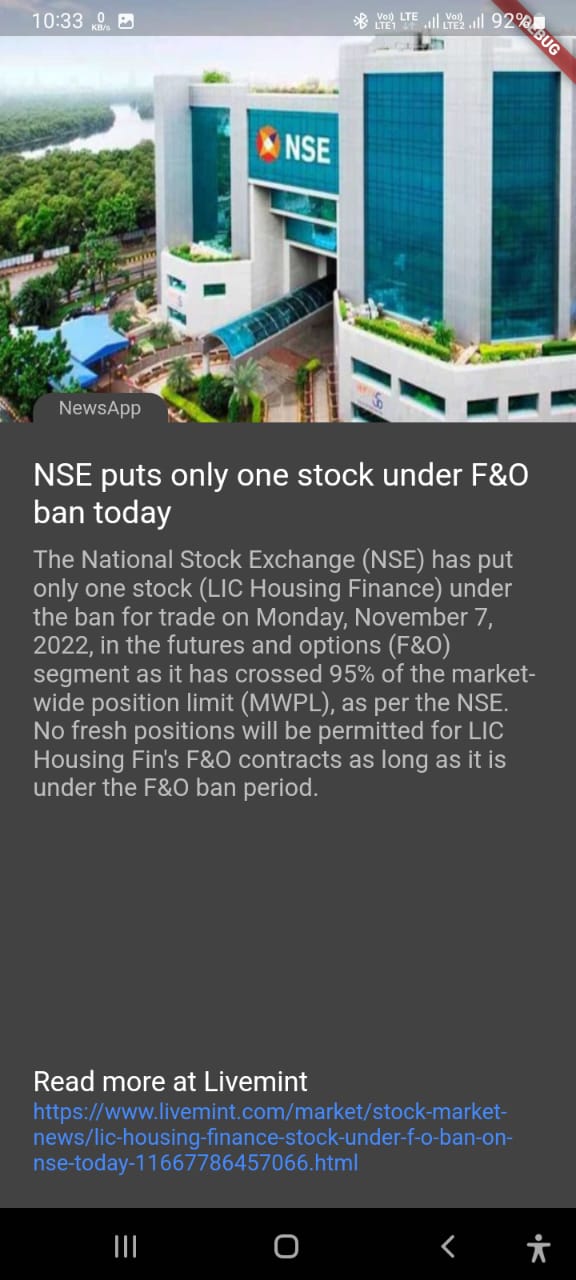 10:33 0 KB/s Vo) LTE1 LTE Vo) LTE2 92%
DEBUG
NSE
NewsApp
NSE puts only one stock under F&O
ban today
The National Stock Exchange (NSE) has put
only one stock (LIC Housing Finance) under
the ban for trade on Monday, November 7,
2022, in the futures and options (F&O)
segment as it has crossed 95% of the market-
wide position limit (MWPL), as per the NSE.
No fresh positions will be permitted for LIC
Housing Fin's F&O contracts as long as it is
under the F&O ban period.
Read more at Livemint
https://www.livemint.com/market/stock-market-
news/lic-housing-finance-stock-under-f-o-ban-on-
nse-today-11667786457066.html